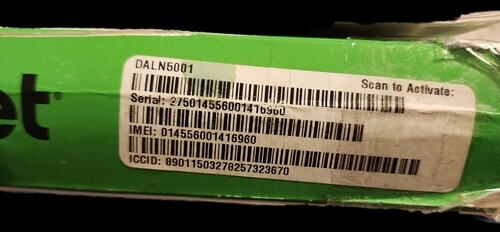 et
DALN5001
Scan to Activate:
Serial: 275014556001416960
IMEI: 014556001416960
ICCID: 89011503278257323670